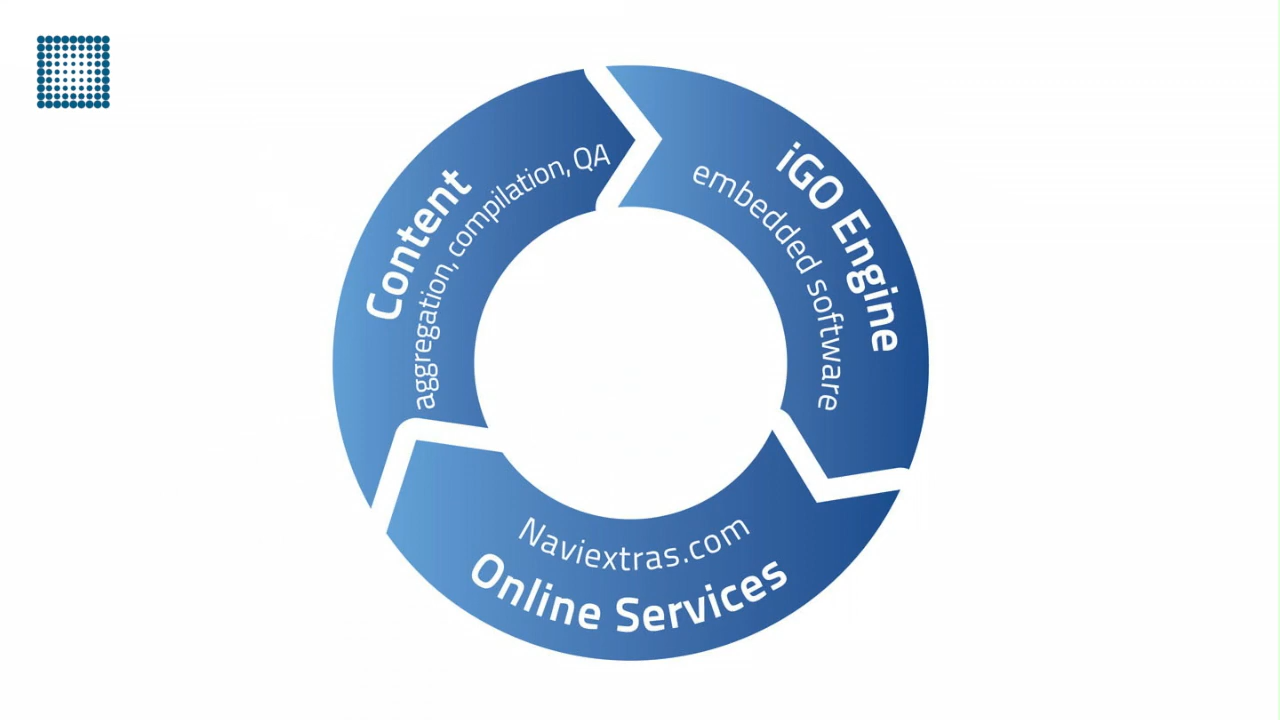 Content
aggregation, compilation, QA
iGO Engine
embedded software
Naviextras.com
Online Services